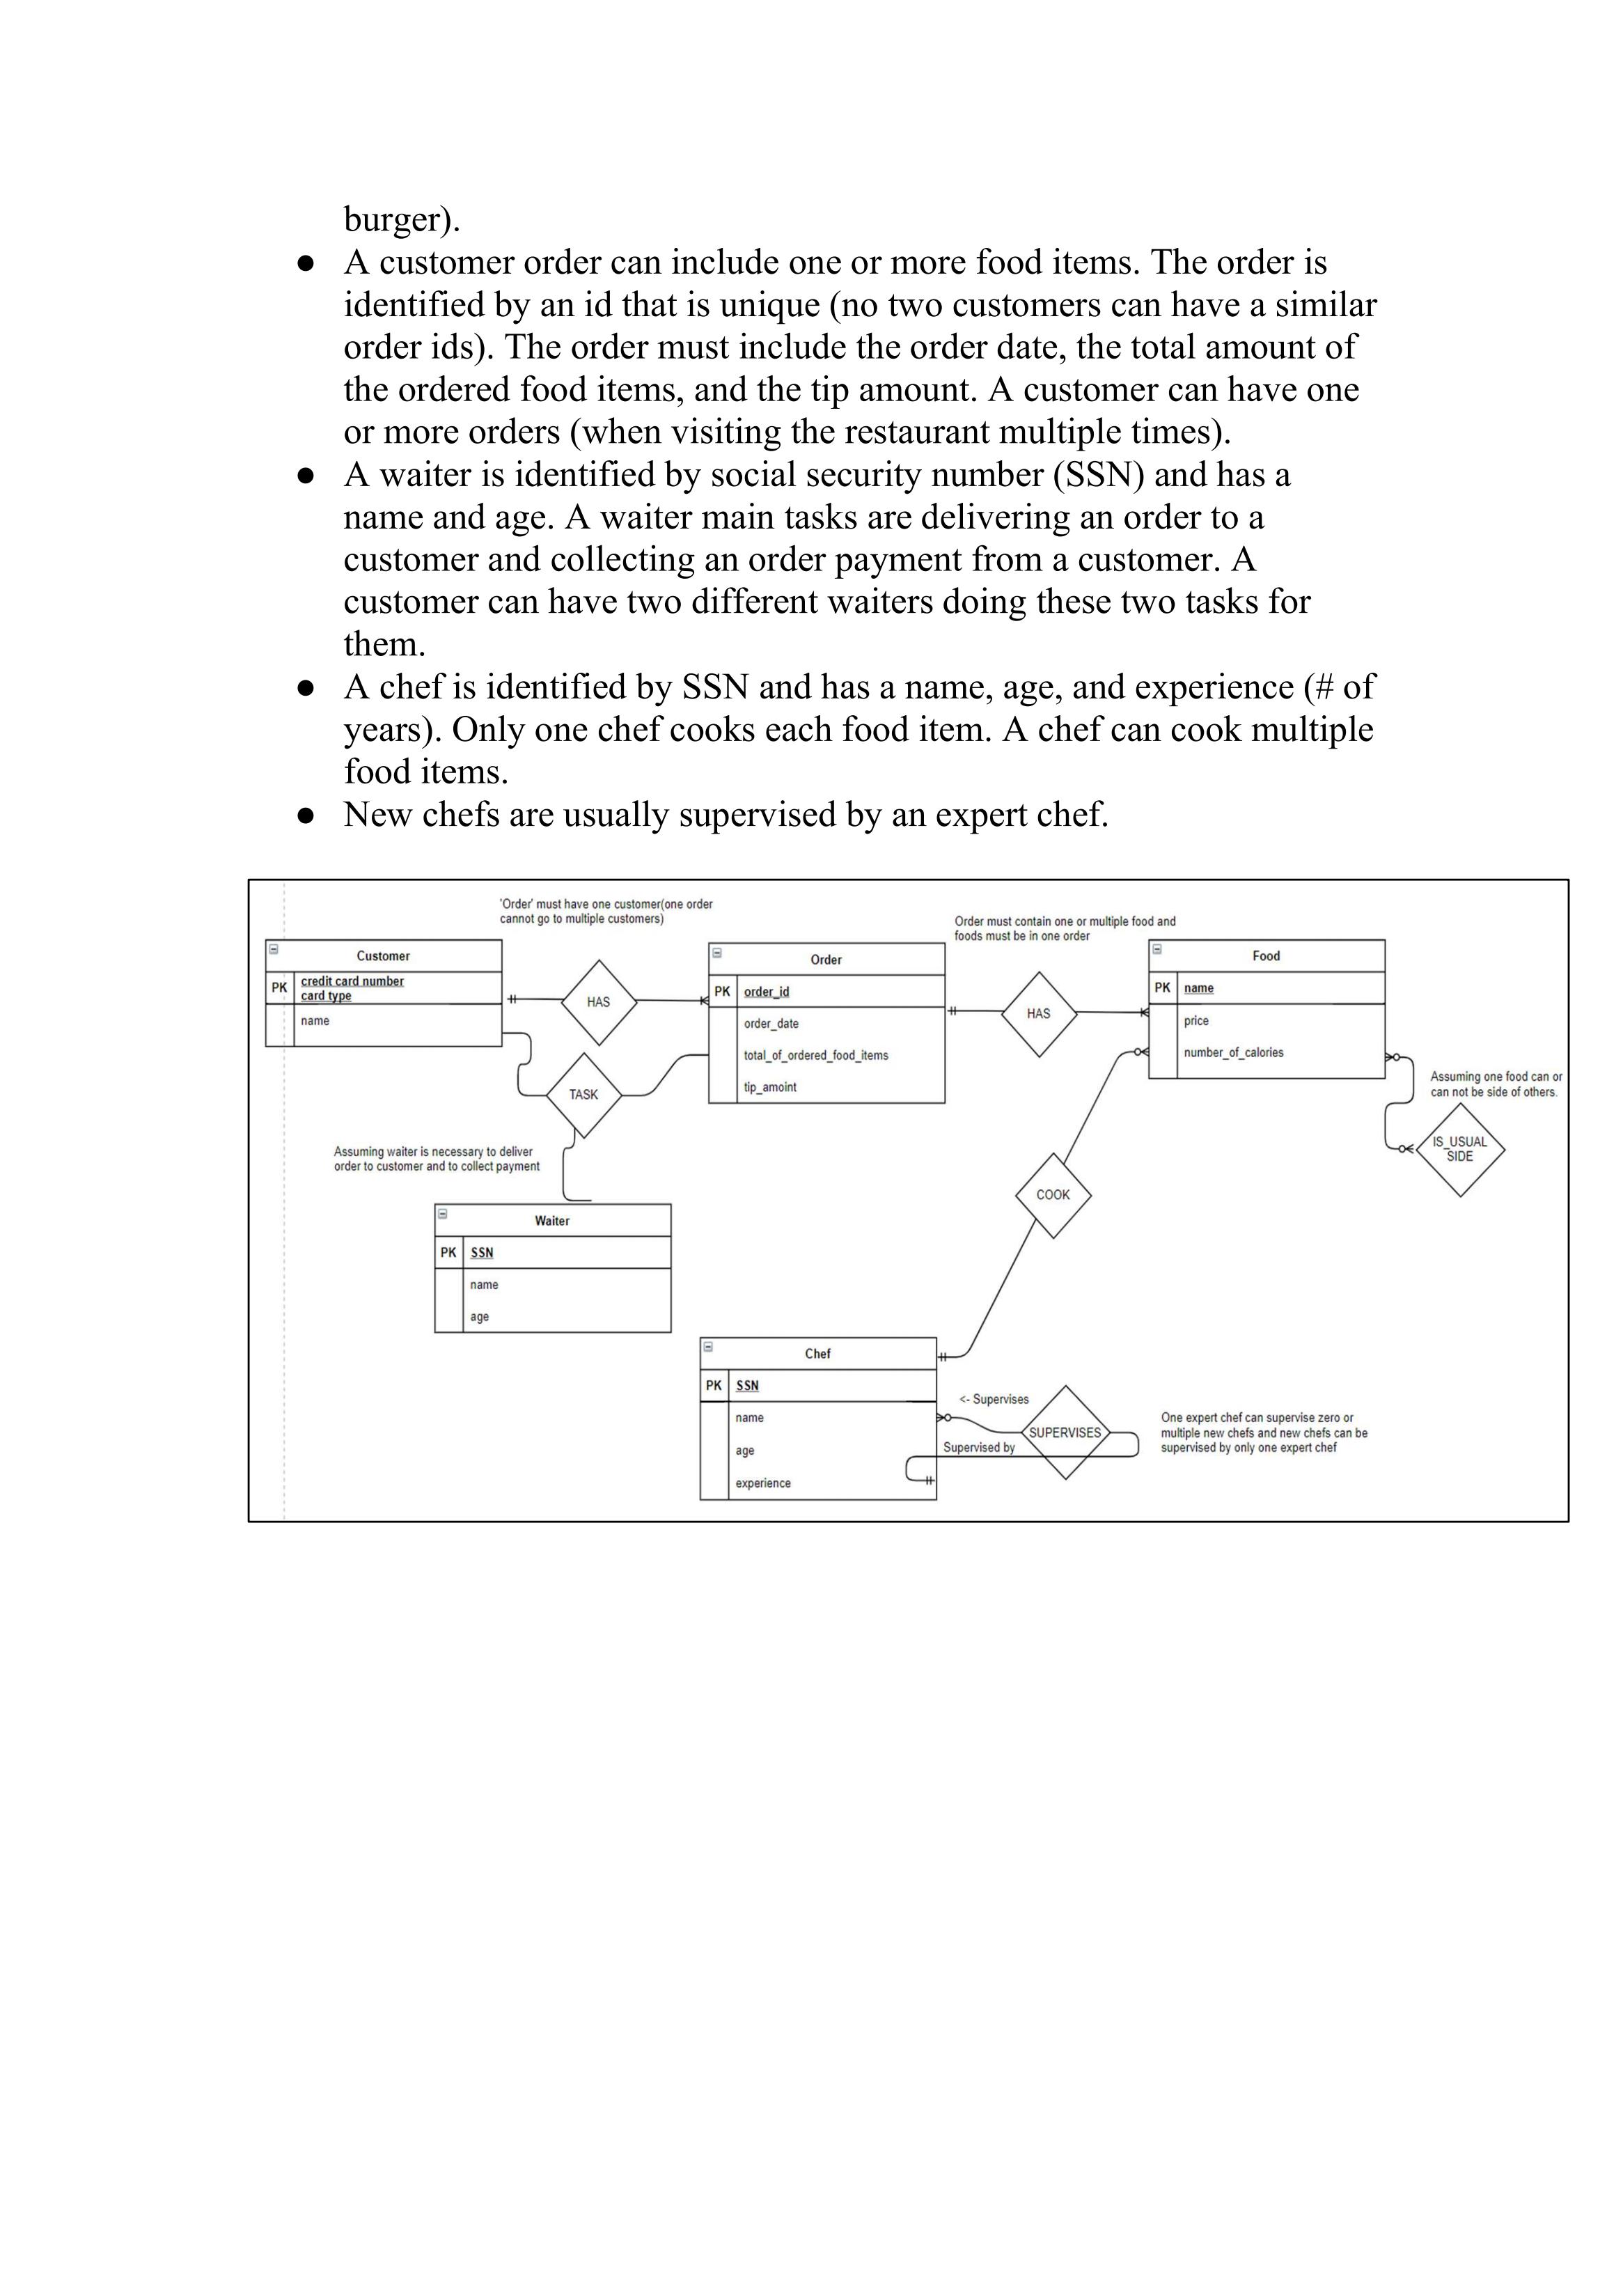 burger).
● A customer order can include one or more food items. The order is
identified by an id that is unique (no two customers can have a similar
order ids). The order must include the order date, the total amount of
the ordered food items, and the tip amount. A customer can have one
or more orders (when visiting the restaurant multiple times).
● A waiter is identified by social security number (SSN) and has a
name and age. A waiter main tasks are delivering an order to a
customer and collecting an order payment from a customer. A
customer can have two different waiters doing these two tasks for
them.
● A chef is identified by SSN and has a name, age, and experience (# of
years). Only one chef cooks each food item. A chef can cook multiple
food items.
● New chefs are usually supervised by an expert chef.
'Order' must have one customer(one order
cannot go to multiple customers)
Order must contain one or multiple food and
foods must be in one order
Customer
PK credit card number
card type
name
HAS
Order
PK order_id
order_date
total_of_ordered_food_items
tip_amoint
HAS
Food
PK name
price
number_of_calories
Assuming one food can or
can not be side of others.
IS_USUAL
SIDE
TASK
Assuming waiter is necessary to deliver
order to customer and to collect payment
Waiter
PK SSN
name
age
COOK
Chef
PK SSN
name
age
experience
<- Supervises
Supervised by
SUPERVISES
One expert chef can supervise zero or
multiple new chefs and new chefs can be
supervised by only one expert chef